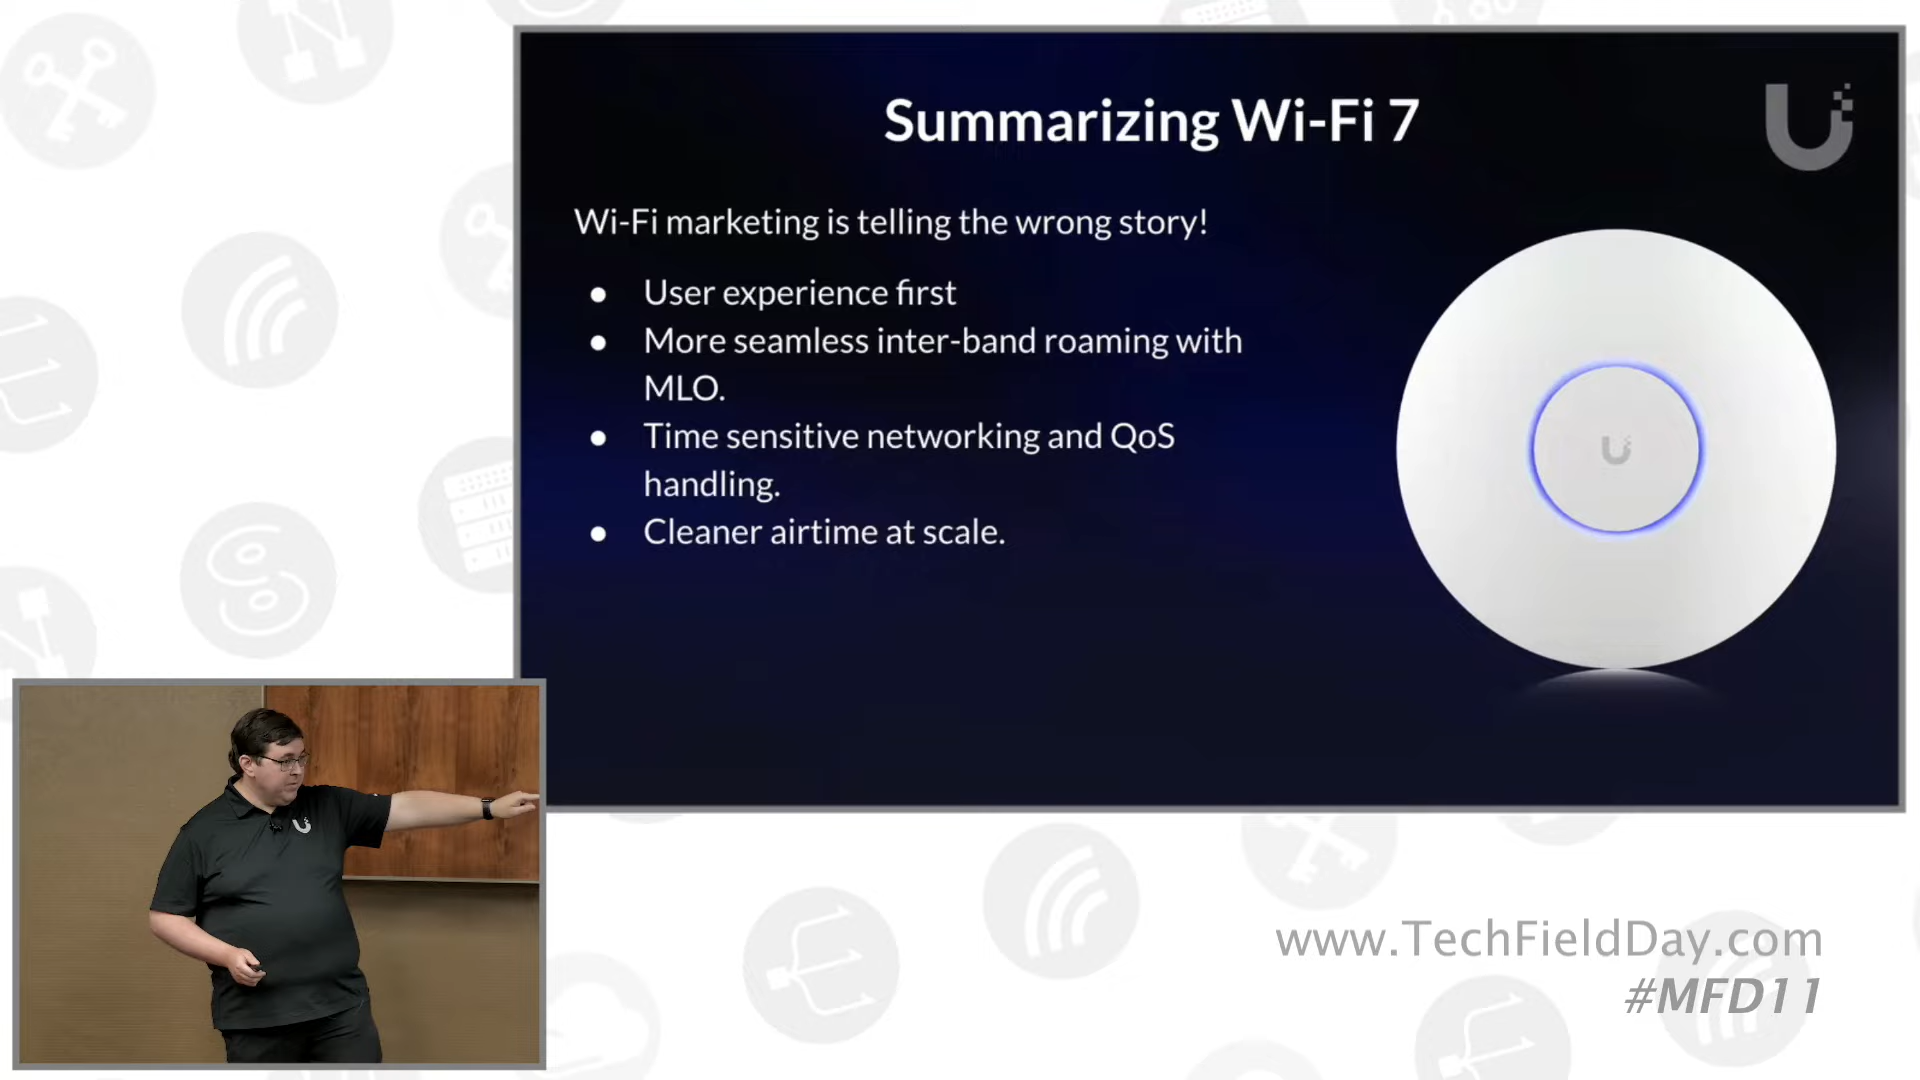 Summarizing Wi-Fi 7
Wi-Fi marketing is telling the wrong story!
● User experience first
● More seamless inter-band roaming with
MLO.
● Time sensitive networking and QoS
handling.
● Cleaner airtime at scale.
www.TechFieldDay.com
#MFD11